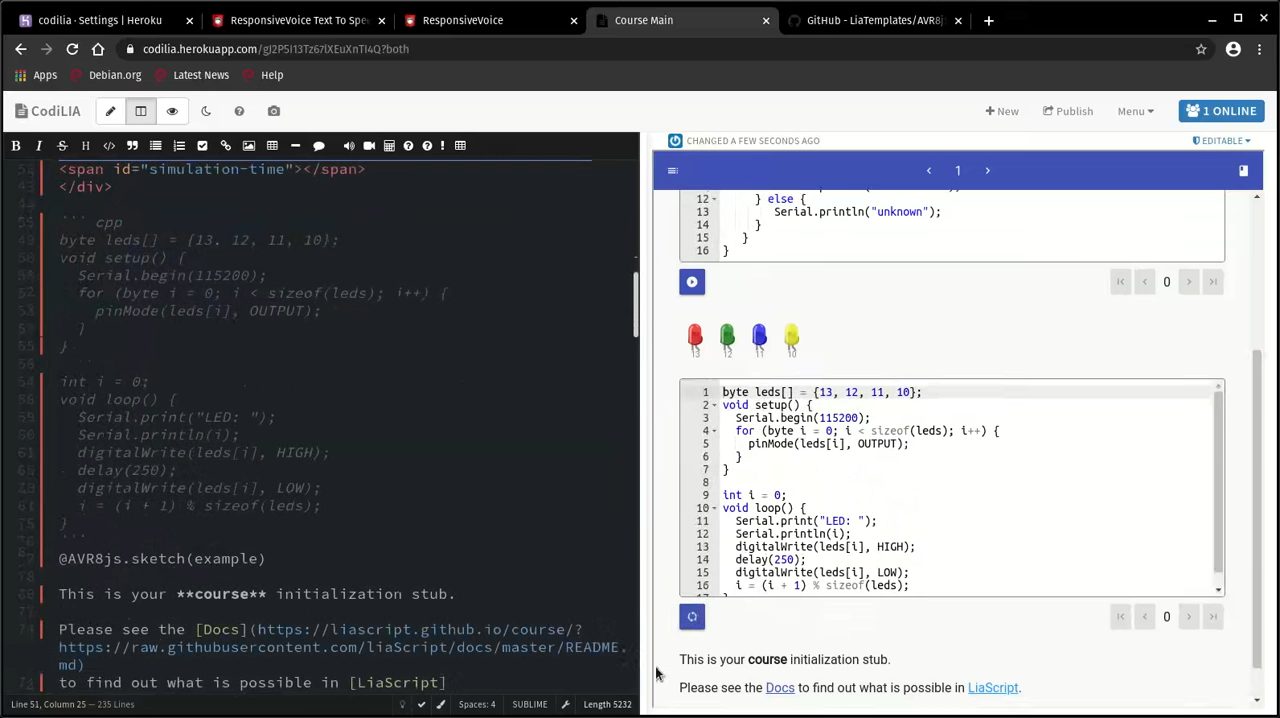 codilia - Settings | Heroku
ResponsiveVoice Text To Spe
ResponsiveVoice
Course Main
GitHub - LiaTemplates/AVR8j
codilia.herokuapp.com/gJ2P5I13Tz67lXEuXnTI4Q?both
Apps
Debian.org
Latest News
Help
CodiLIA
New
Publish
Menu
1 ONLINE
<span id="simulation-time"></span>
</div>
``` cpp
byte leds[] = {13. 12, 11, 10};
void setup() {
Serial.begin(115200);
for (byte i = 0; i < sizeof(leds); i++) {
pinMode(leds[i], OUTPUT);
}
}
int i = 0;
void loop() {
Serial.print("LED: ");
Serial.println(i);
digitalWrite(leds[i], HIGH);
delay(250);
digitalWrite(leds[i], LOW);
i = (i + 1) % sizeof(leds);
}
```
@AVR8js.sketch(example)
This is your **course** initialization stub.
Please see the [Docs](https://liascript.github.io/course/?
https://raw.githubusercontent.com/liaScript/docs/master/README.
md)
to find out what is possible in [LiaScript]
Line 51, Column 25 — 235 Lines
Spaces: 4
SUBLIME
Length 5232
CHANGED A FEW SECONDS AGO
EDITABLE
1
12 } else {
13 Serial.println("unknown");
14 }
15 }
16 }
0
13 12 11 10
1 byte leds[] = {13, 12, 11, 10};
2 void setup() {
3 Serial.begin(115200);
4 for (byte i = 0; i < sizeof(leds); i++) {
5 pinMode(leds[i], OUTPUT);
6 }
7 }
8
9 int i = 0;
10 void loop() {
11 Serial.print("LED: ");
12 Serial.println(i);
13 digitalWrite(leds[i], HIGH);
14 delay(250);
15 digitalWrite(leds[i], LOW);
16 i = (i + 1) % sizeof(leds);
0
This is your course initialization stub.
Please see the Docs to find out what is possible in LiaScript.